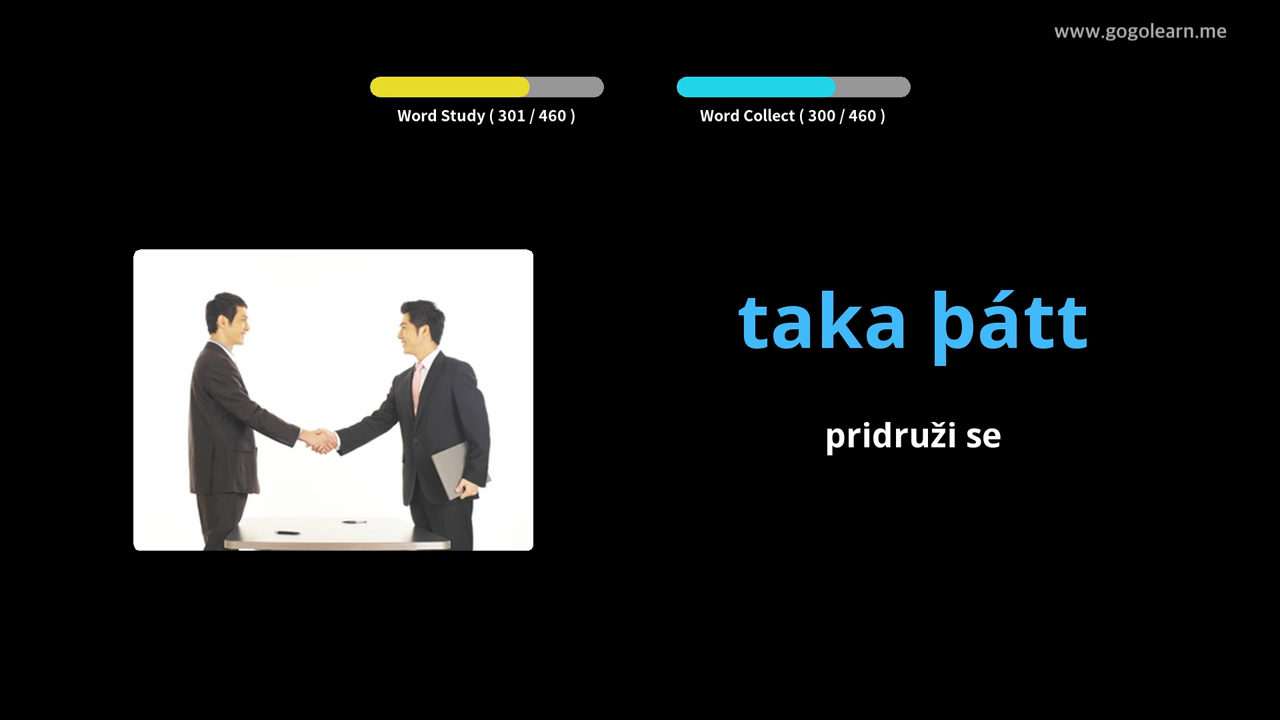 www.gogolearn.me
Word Study ( 301 / 460 )
Word Collect ( 300 / 460 )
taka þátt
pridruži se